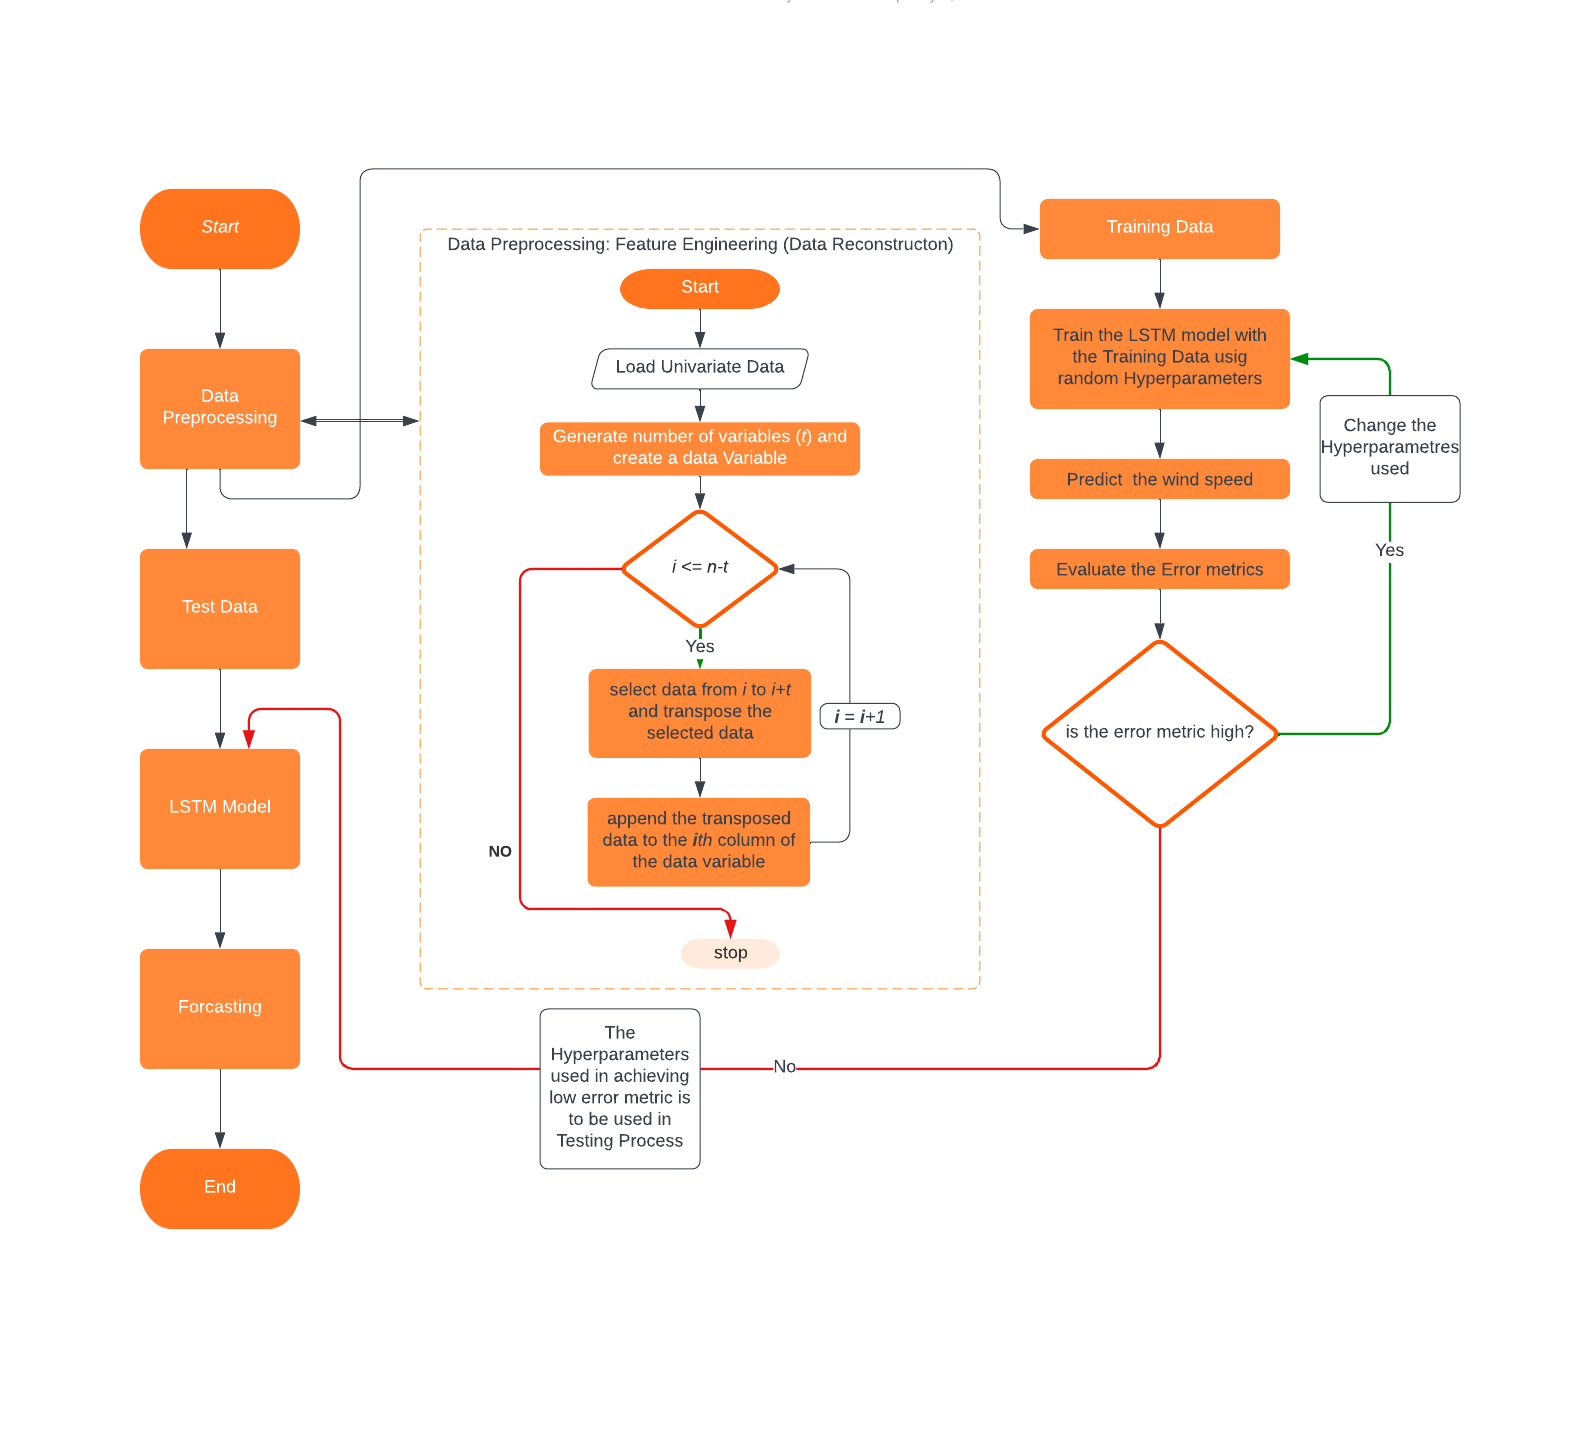 Start
Data
Preprocessing
Test Data
LSTM Model
Forcasting
End
Data Preprocessing: Feature Engineering (Data Reconstructon)
Start
Load Univariate Data
Generate number of variables (t) and
create a data Variable
i <= n-t
Yes
select data from i to i+t
and transpose the
selected data
i = i+1
append the transposed
data to the ith column of
the data variable
NO
stop
Training Data
Train the LSTM model with
the Training Data usig
random Hyperparameters
Predict  the wind speed
Evaluate the Error metrics
is the error metric high?
Change the
Hyperparametres
used
Yes
No
The
Hyperparameters
used in achieving
low error metric is
to be used in
Testing Process